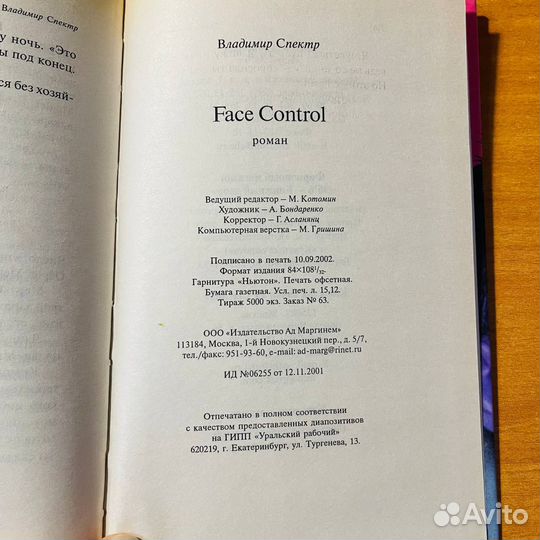 Владимир Спектр
у ночь. «Это
ы под конец.
ся без хозяй-
Владимир Спектр
Face Control
роман
Ведущий редактор – М. Котомин
Художник – А. Бондаренко
Корректор – Г. Асланянц
Компьютерная верстка – М. Гришина
Подписано в печать 10.09.2002.
Формат издания 84×108¹/₃₂.
Гарнитура «Ньютон». Печать офсетная.
Бумага газетная. Усл. печ. л. 15,12.
Тираж 5000 экз. Заказ № 63.
ООО «Издательство Ад Маргинем»
113184, Москва, 1-й Новокузнецкий пер., д. 5/7,
тел./факс: 951-93-60, e-mail: ad-marg@rinet.ru
ИД №06255 от 12.11.2001
Отпечатано в полном соответствии
с качеством предоставленных диапозитивов
на ГИПП «Уральский рабочий»
620219, г. Екатеринбург, ул. Тургенева, 13.
Avito